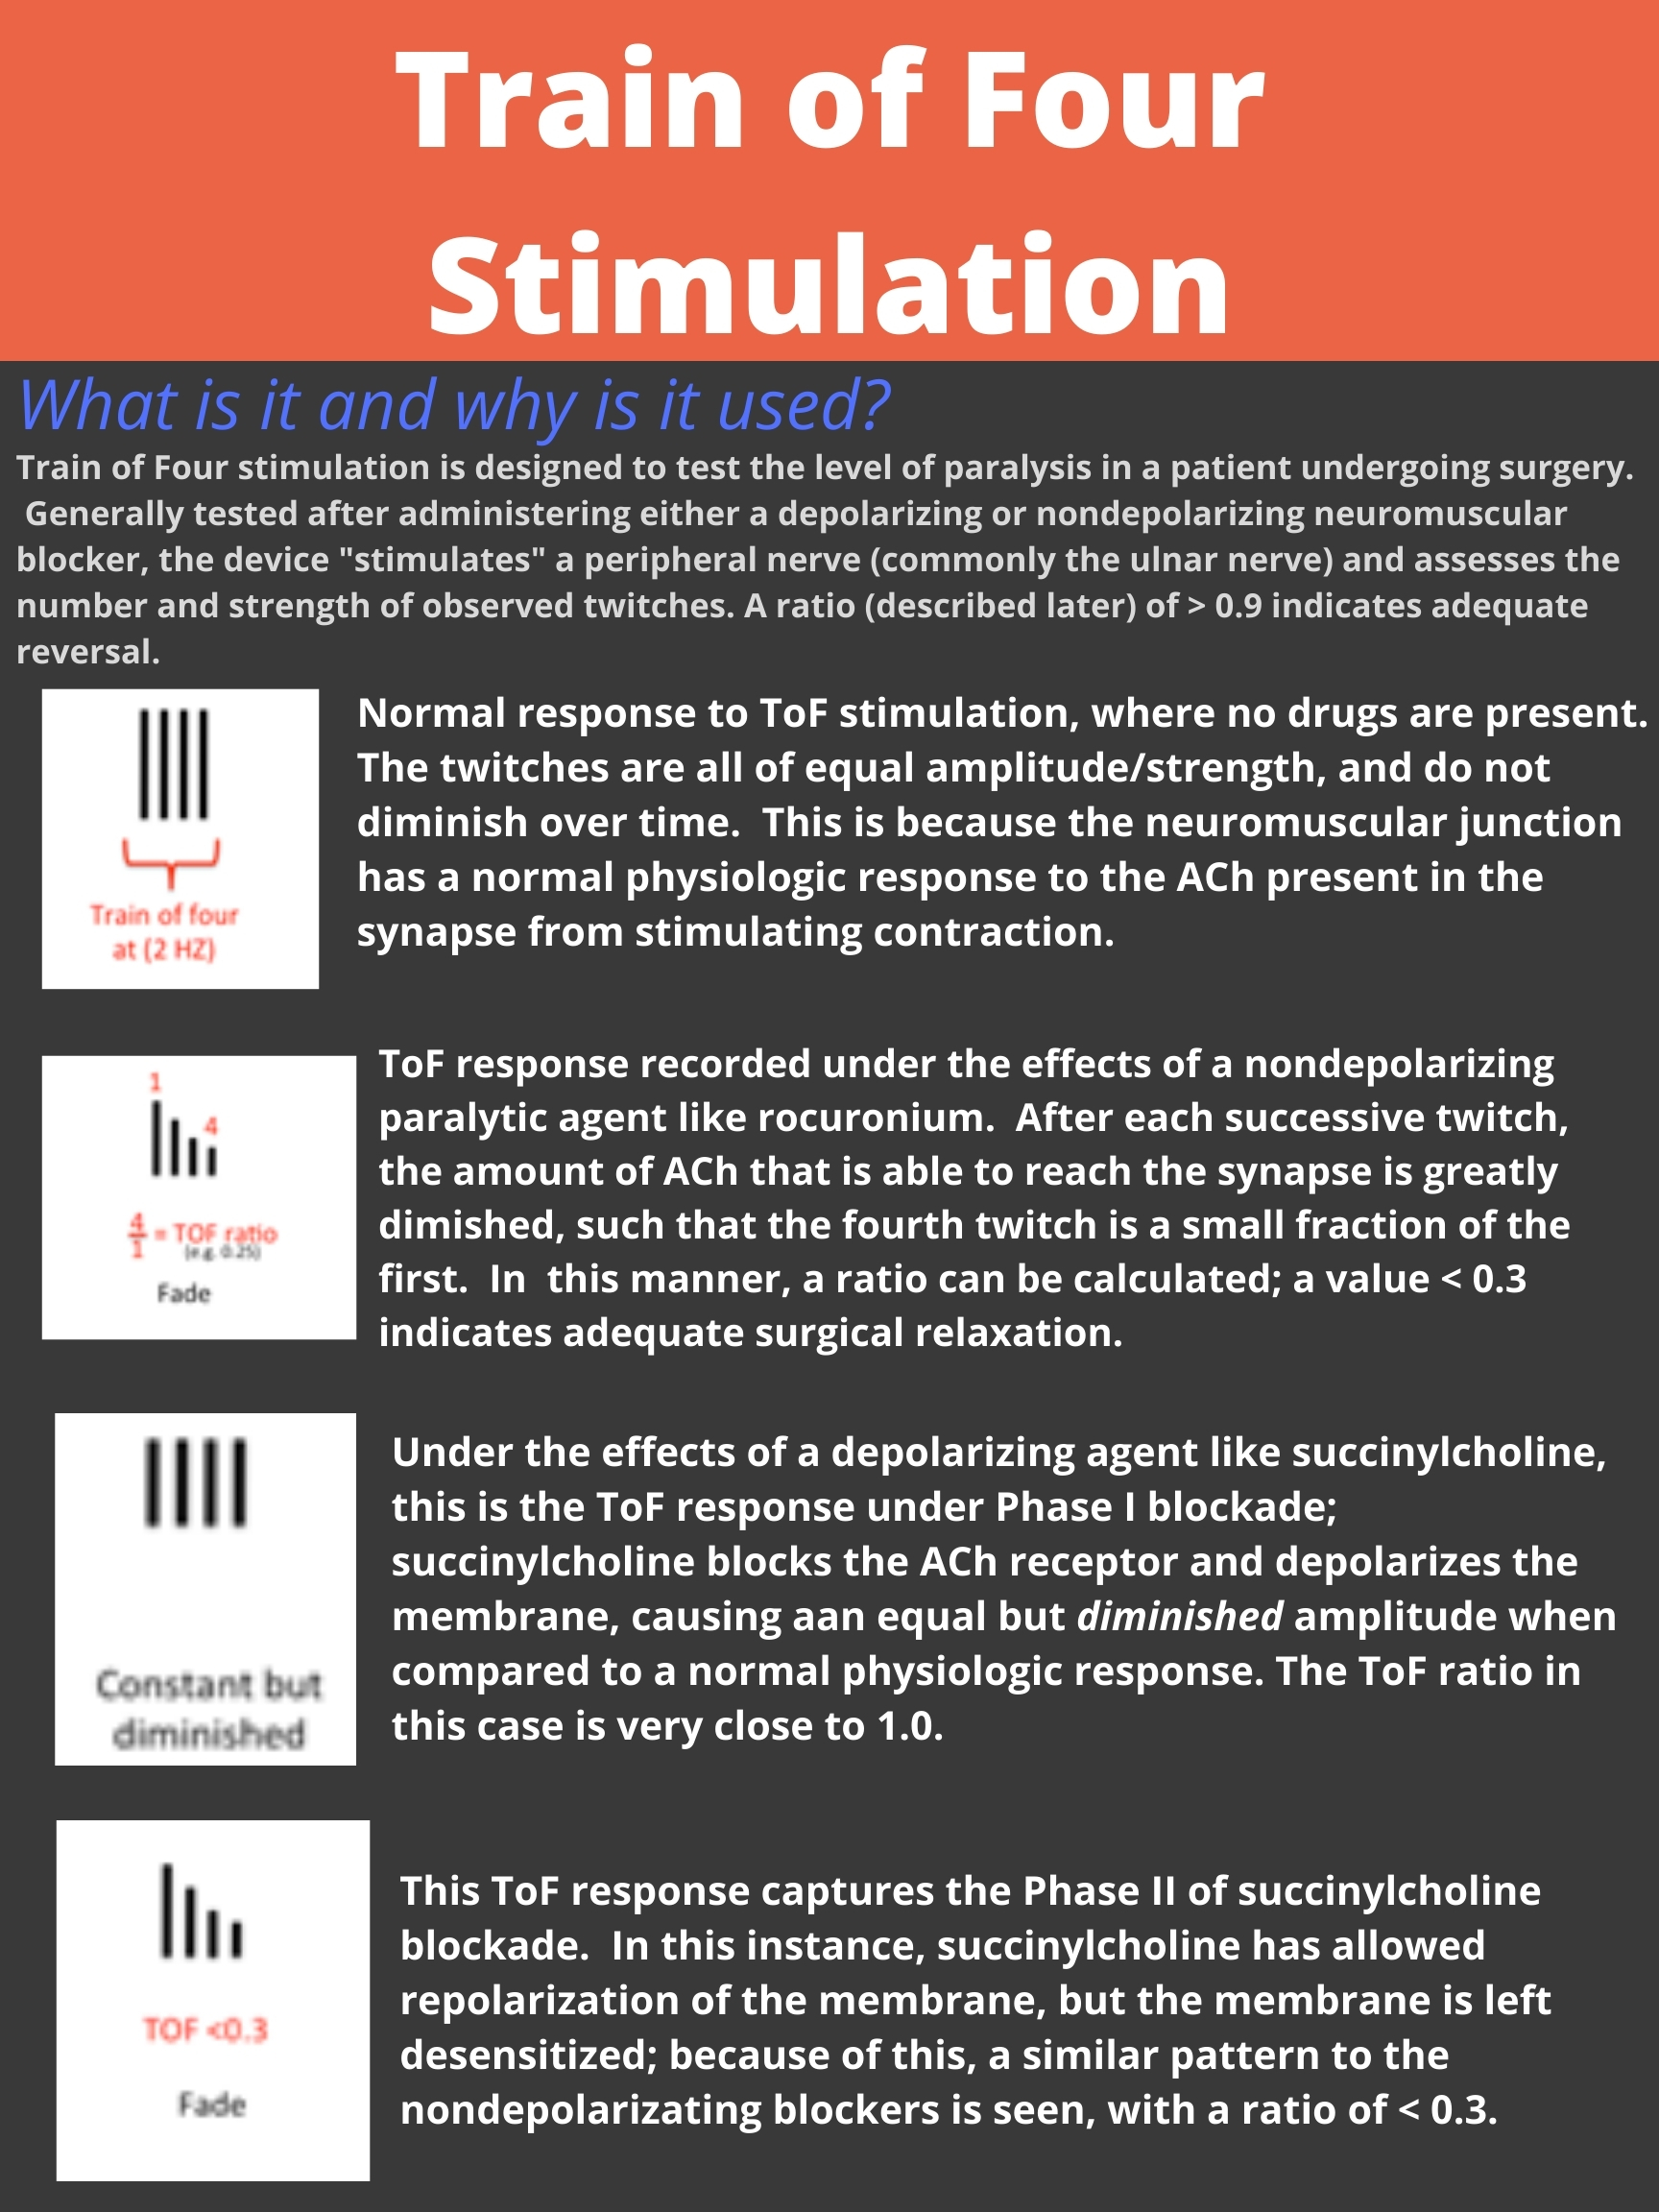 Train of Four
Stimulation
What is it and why is it used?
Train of Four stimulation is designed to test the level of paralysis in a patient undergoing surgery.
Generally tested after administering either a depolarizing or nondepolarizing neuromuscular
blocker, the device "stimulates" a peripheral nerve (commonly the ulnar nerve) and assesses the
number and strength of observed twitches. A ratio (described later) of > 0.9 indicates adequate
reversal.
Train of four
at (2 HZ)
Normal response to ToF stimulation, where no drugs are present.
The twitches are all of equal amplitude/strength, and do not
diminish over time.  This is because the neuromuscular junction
has a normal physiologic response to the ACh present in the
synapse from stimulating contraction.
1
4
4/1 = TOF ratio
(e.g. 0.25)
Fade
ToF response recorded under the effects of a nondepolarizing
paralytic agent like rocuronium.  After each successive twitch,
the amount of ACh that is able to reach the synapse is greatly
dimished, such that the fourth twitch is a small fraction of the
first.  In  this manner, a ratio can be calculated; a value < 0.3
indicates adequate surgical relaxation.
Constant but
diminished
Under the effects of a depolarizing agent like succinylcholine,
this is the ToF response under Phase I blockade;
succinylcholine blocks the ACh receptor and depolarizes the
membrane, causing aan equal but diminished amplitude when
compared to a normal physiologic response. The ToF ratio in
this case is very close to 1.0.
TOF <0.3
Fade
This ToF response captures the Phase II of succinylcholine
blockade.  In this instance, succinylcholine has allowed
repolarization of the membrane, but the membrane is left
desensitized; because of this, a similar pattern to the
nondepolarizating blockers is seen, with a ratio of < 0.3.